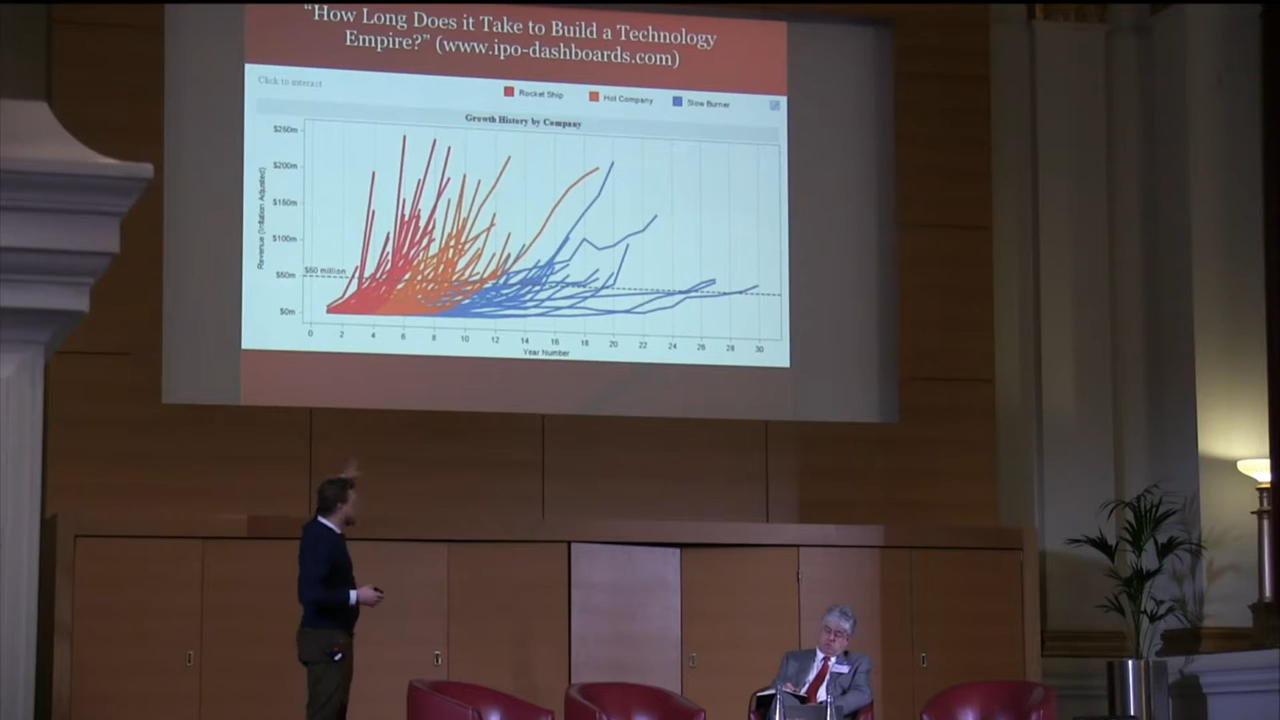 “How Long Does it Take to Build a Technology
Empire?” (www.ipo-dashboards.com)
Click to interact
Rocket Ship
Hot Company
Slow Burner
Growth History by Company
Revenue (Inflation Adjusted)
$250m
$200m
$150m
$100m
$50m
$0m
$50 million
0 2 4 6 8 10 12 14 16 18 20 22 24 26 28 30
Year Number